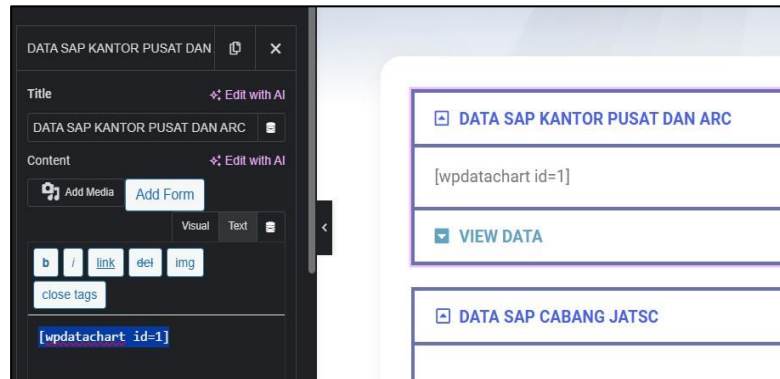 DATA SAP KANTOR PUSAT DAN
Title
Edit with AI
DATA SAP KANTOR PUSAT DAN ARC
Content
Edit with AI
Add Media
Add Form
Visual
Text
b
i
link
del
img
close tags
[wpdatachart id=1]
DATA SAP KANTOR PUSAT DAN ARC
[wpdatachart id=1]
VIEW DATA
DATA SAP CABANG JATSC